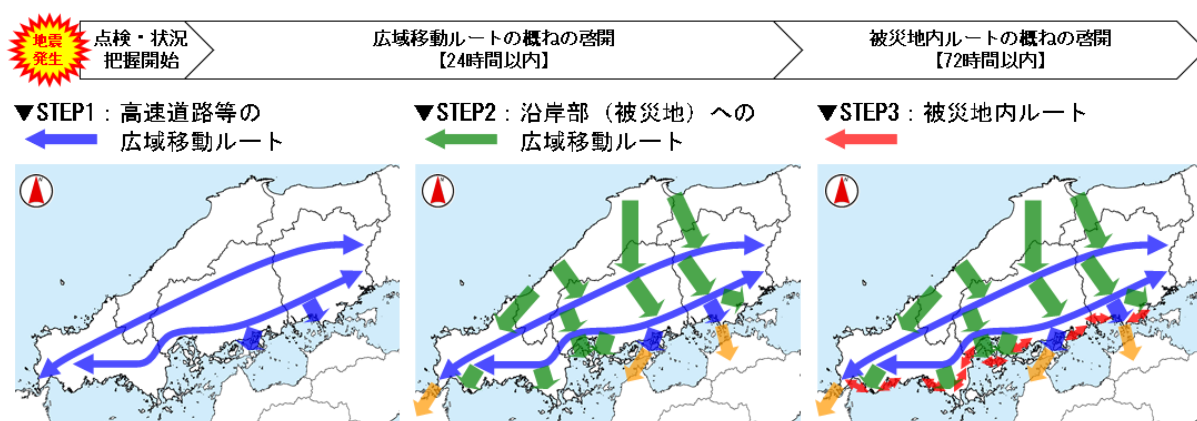 地震
発生
点検・状況
把握開始
広域移動ルートの概ねの啓開
【24時間以内】
被災地内ルートの概ねの啓開
【72時間以内】
▼STEP1：高速道路等の
広域移動ルート
▼STEP2：沿岸部（被災地）への
広域移動ルート
▼STEP3：被災地内ルート
N
N
N